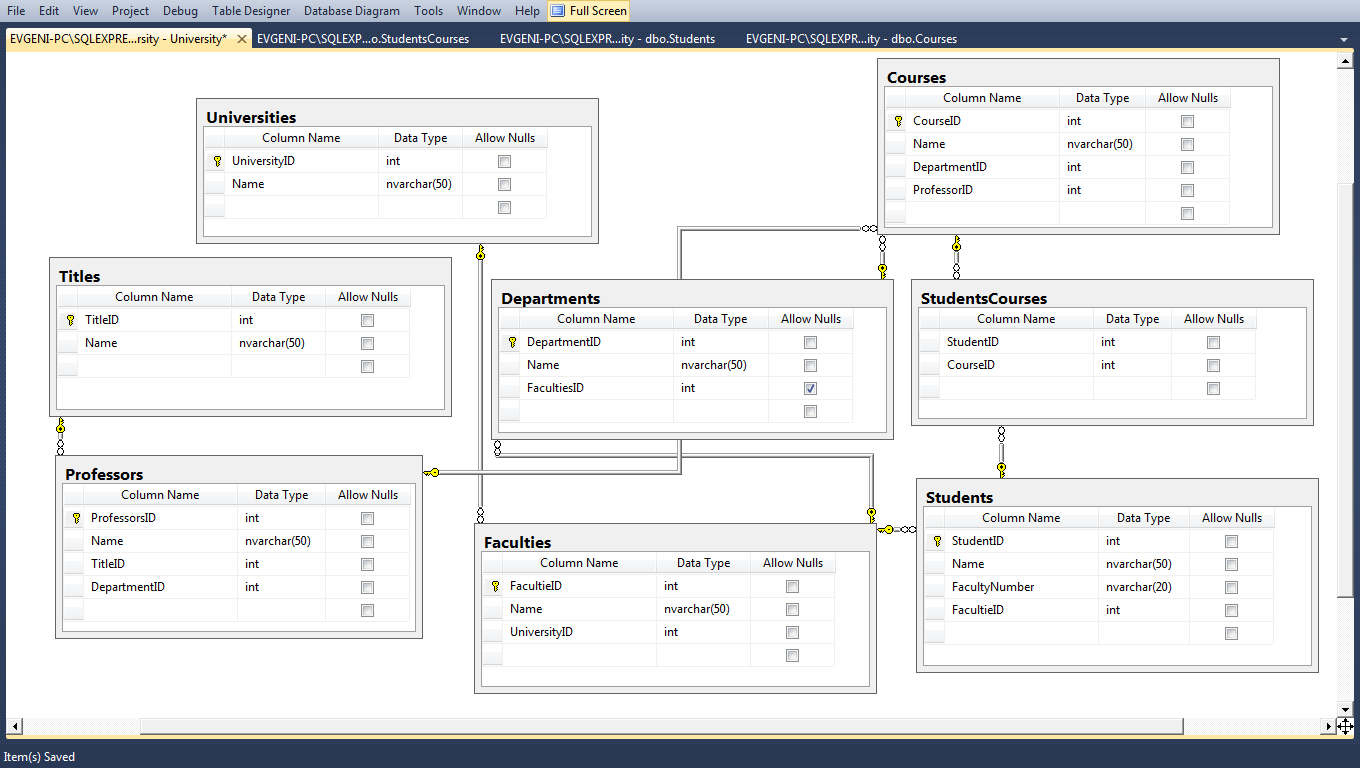 File Edit View Project Debug Table Designer Database Diagram Tools Window Help Full Screen
EVGENI-PC\SQLEXPRE...rsity - University* EVGENI-PC\SQLEXP...o.StudentsCourses EVGENI-PC\SQLEXPR...ity - dbo.Students EVGENI-PC\SQLEXPR...ity - dbo.Courses
Universities
Column Name Data Type Allow Nulls
UniversityID int
Name nvarchar(50)
Courses
Column Name Data Type Allow Nulls
CourseID int
Name nvarchar(50)
DepartmentID int
ProfessorID int
Titles
Column Name Data Type Allow Nulls
TitleID int
Name nvarchar(50)
Departments
Column Name Data Type Allow Nulls
DepartmentID int
Name nvarchar(50)
FacultiesID int
StudentsCourses
Column Name Data Type Allow Nulls
StudentID int
CourseID int
Professors
Column Name Data Type Allow Nulls
ProfessorsID int
Name nvarchar(50)
TitleID int
DepartmentID int
Faculties
Column Name Data Type Allow Nulls
FacultieID int
Name nvarchar(50)
UniversityID int
Students
Column Name Data Type Allow Nulls
StudentID int
Name nvarchar(50)
FacultyNumber nvarchar(20)
FacultieID int
Item(s) Saved